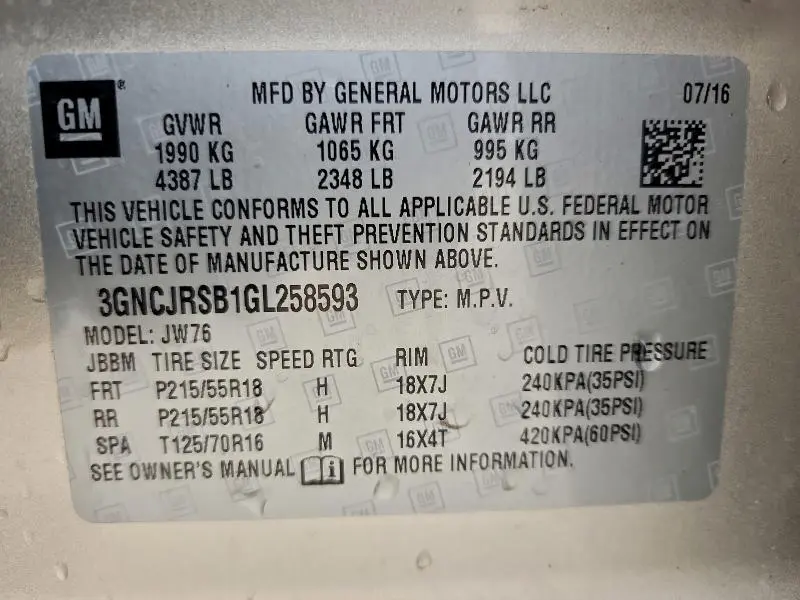 GM
MFD BY GENERAL MOTORS LLC 07/16
GVWR GAWR FRT GAWR RR
1990 KG 1065 KG 995 KG
4387 LB 2348 LB 2194 LB
THIS VEHICLE CONFORMS TO ALL APPLICABLE U.S. FEDERAL MOTOR
VEHICLE SAFETY AND THEFT PREVENTION STANDARDS IN EFFECT ON
THE DATE OF MANUFACTURE SHOWN ABOVE.
3GNCJRSB1GL258593 TYPE: M.P.V.
MODEL: JW76
JBBM TIRE SIZE SPEED RTG RIM COLD TIRE PRESSURE
FRT P215/55R18 H 18X7J 240KPA(35PSI)
RR P215/55R18 H 18X7J 240KPA(35PSI)
SPA T125/70R16 M 16X4T 420KPA(60PSI)
SEE OWNER'S MANUAL i FOR MORE INFORMATION.